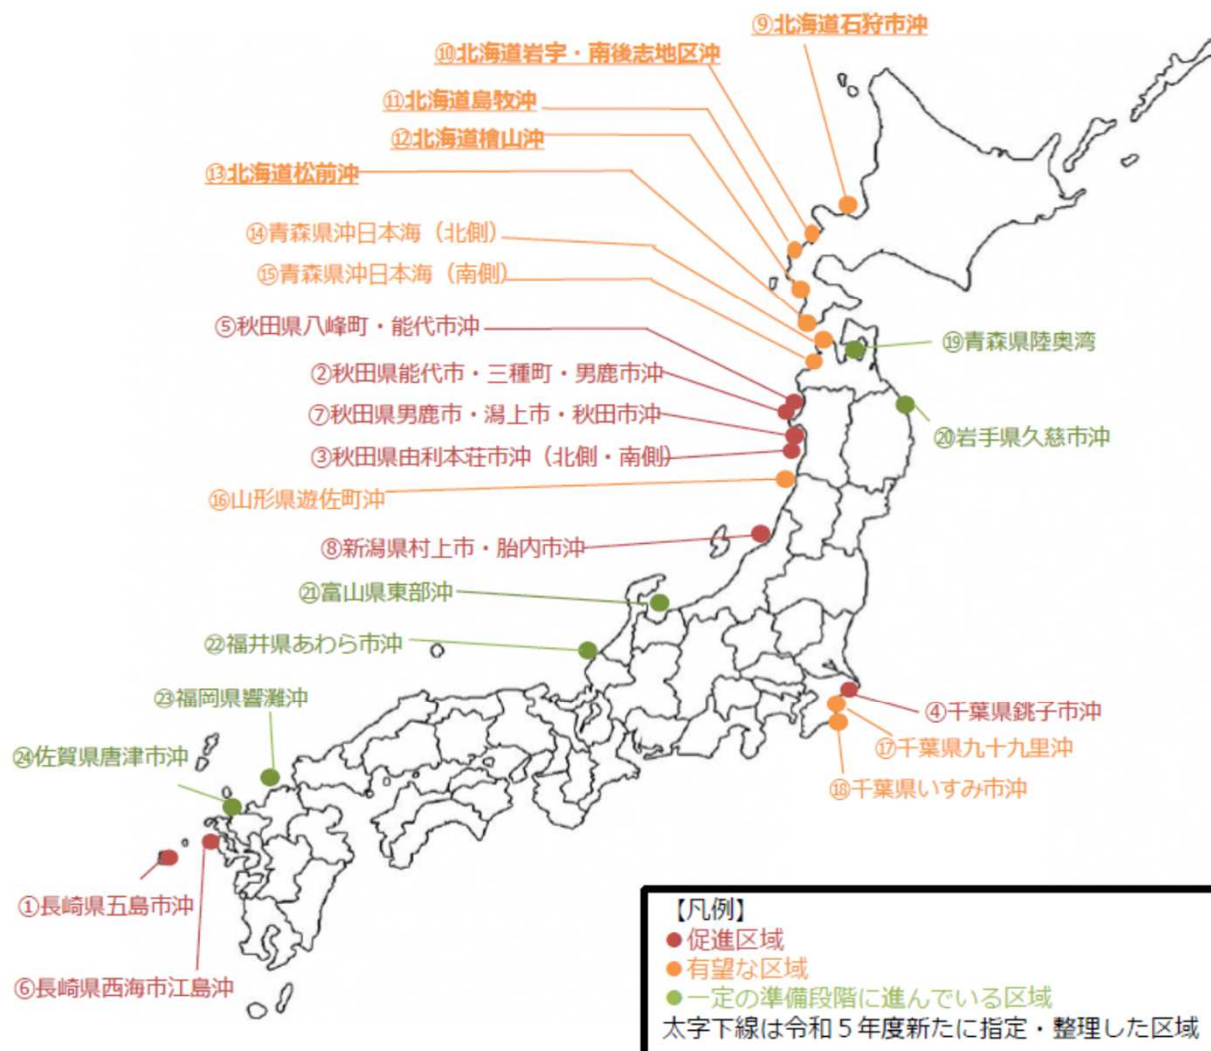 ⑨北海道石狩市沖
⑩北海道岩宇・南後志地区沖
⑪北海道島牧沖
⑫北海道檜山沖
⑬北海道松前沖
⑭青森県沖日本海（北側）
⑮青森県沖日本海（南側）
⑤秋田県八峰町・能代市沖
⑲青森県陸奥湾
②秋田県能代市・三種町・男鹿市沖
⑦秋田県男鹿市・潟上市・秋田市沖
⑳岩手県久慈市沖
③秋田県由利本荘市沖（北側・南側）
⑯山形県遊佐町沖
⑧新潟県村上市・胎内市沖
㉑富山県東部沖
㉒福井県あわら市沖
㉓福岡県響灘沖
④千葉県銚子市沖
⑰千葉県九十九里沖
㉔佐賀県唐津市沖
⑱千葉県いすみ市沖
①長崎県五島市沖
⑥長崎県西海市江島沖
【凡例】
●促進区域
●有望な区域
●一定の準備段階に進んでいる区域
太字下線は令和５年度新たに指定・整理した区域